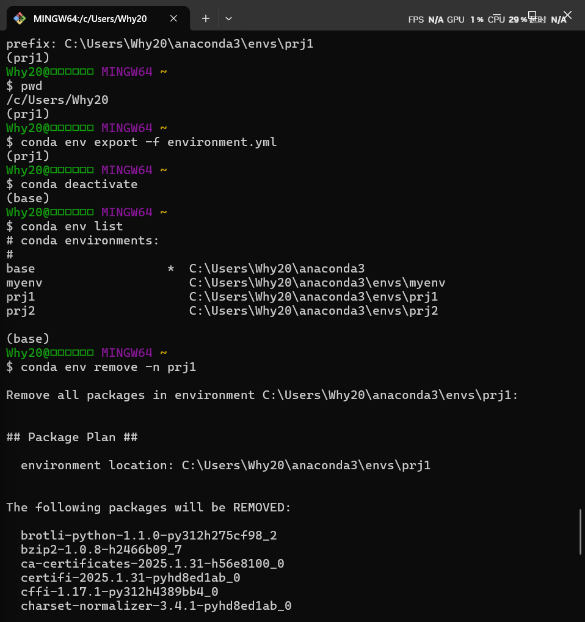 MINGW64:/c/Users/Why20
FPS N/A GPU 1 % CPU 29 % N/A
prefix: C:\Users\Why20\anaconda3\envs\prj1
(prj1)
Why20@□□□□□□ MINGW64 ~
$ pwd
/c/Users/Why20
(prj1)
Why20@□□□□□□ MINGW64 ~
$ conda env export -f environment.yml
(prj1)
Why20@□□□□□□ MINGW64 ~
$ conda deactivate
(base)
Why20@□□□□□□ MINGW64 ~
$ conda env list
# conda environments:
#
base * C:\Users\Why20\anaconda3
myenv C:\Users\Why20\anaconda3\envs\myenv
prj1 C:\Users\Why20\anaconda3\envs\prj1
prj2 C:\Users\Why20\anaconda3\envs\prj2
(base)
Why20@□□□□□□ MINGW64 ~
$ conda env remove -n prj1
Remove all packages in environment C:\Users\Why20\anaconda3\envs\prj1:
## Package Plan ##
environment location: C:\Users\Why20\anaconda3\envs\prj1
The following packages will be REMOVED:
brotli-python-1.1.0-py312h275cf98_2
bzip2-1.0.8-h2466b09_7
ca-certificates-2025.1.31-h56e8100_0
certifi-2025.1.31-pyhd8ed1ab_0
cffi-1.17.1-py312h4389bb4_0
charset-normalizer-3.4.1-pyhd8ed1ab_0